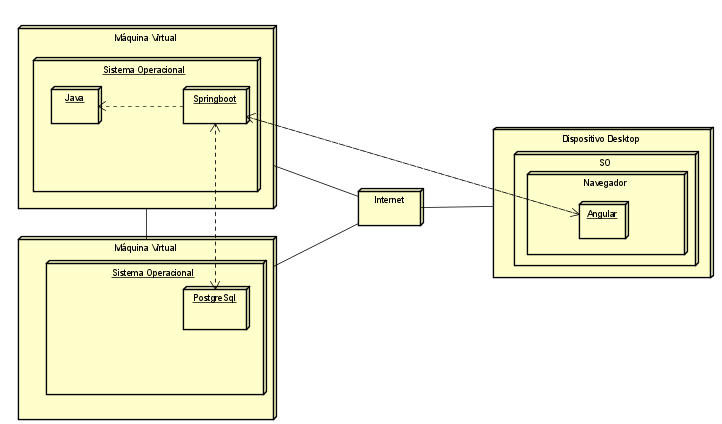 Máquina Virtual
Sistema Operacional
Java
Springboot
Internet
Dispositivo Desktop
SO
Navegador
Angular
Máquina Virtual
Sistema Operacional
PostgreSql